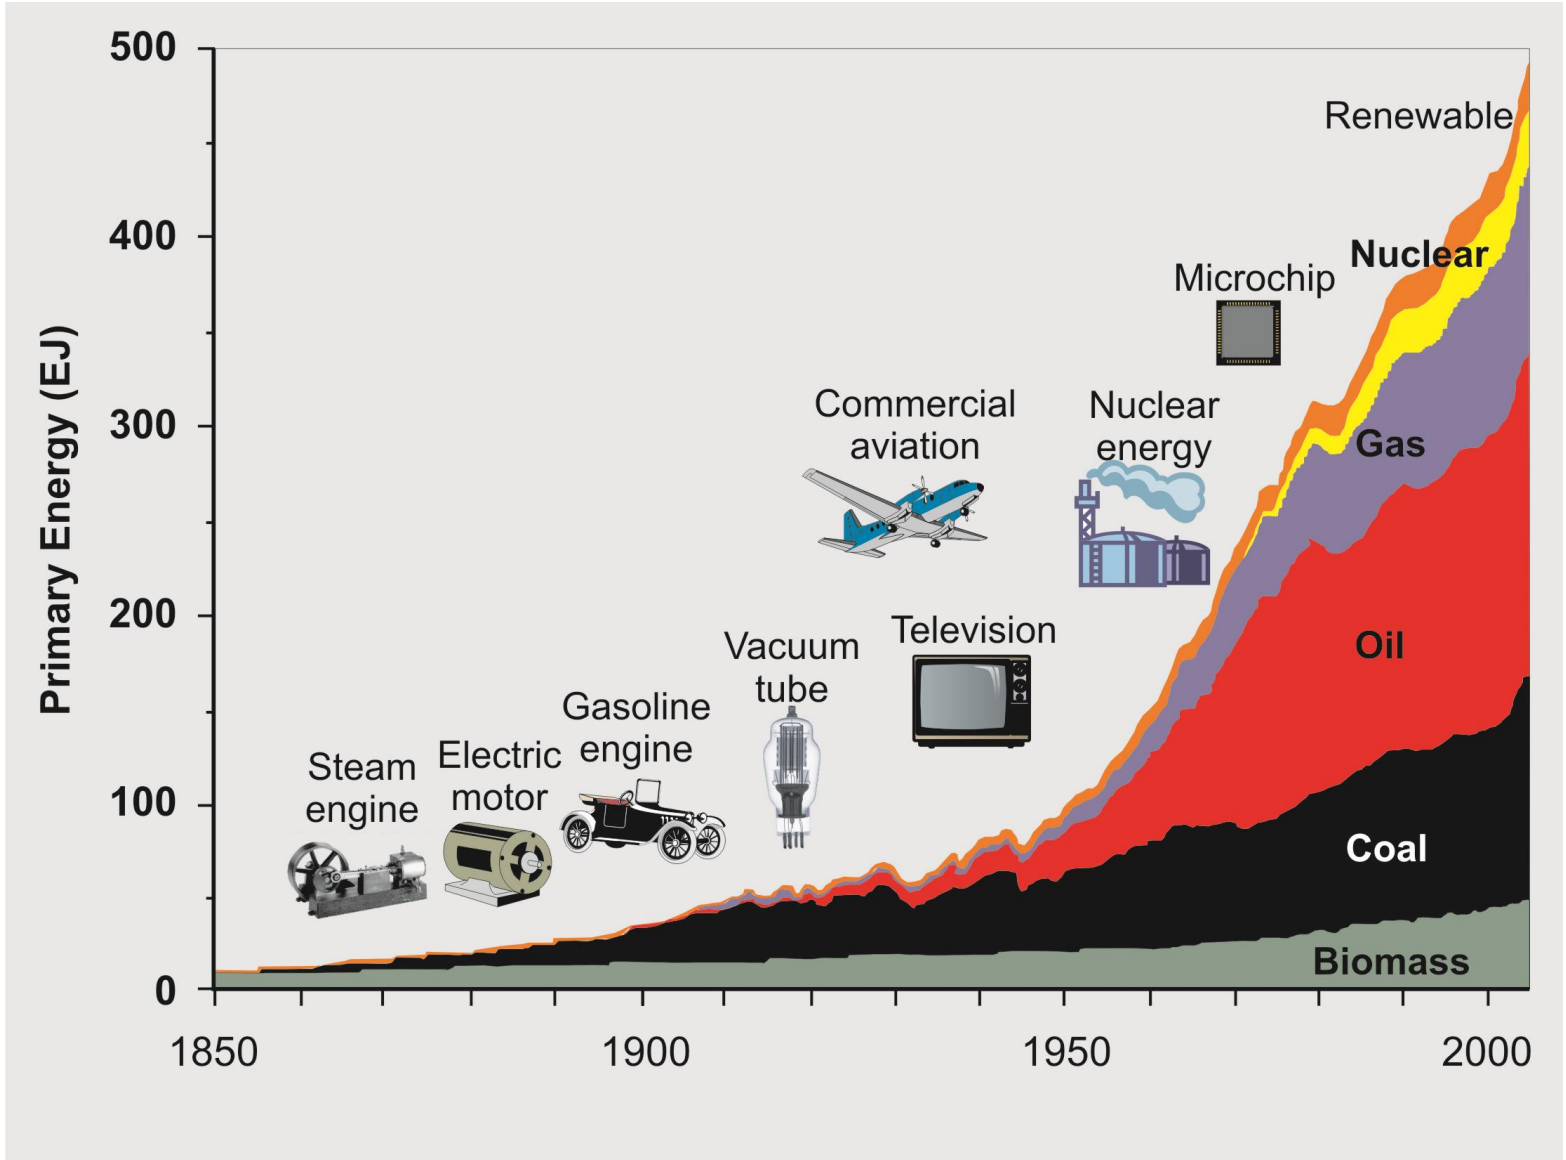 500
400
300
200
100
0
Primary Energy (EJ)
1850
1900
1950
2000
Steam
engine
Electric
motor
Gasoline
engine
Vacuum
tube
Television
Commercial
aviation
Nuclear
energy
Microchip
Renewable
Nuclear
Gas
Oil
Coal
Biomass